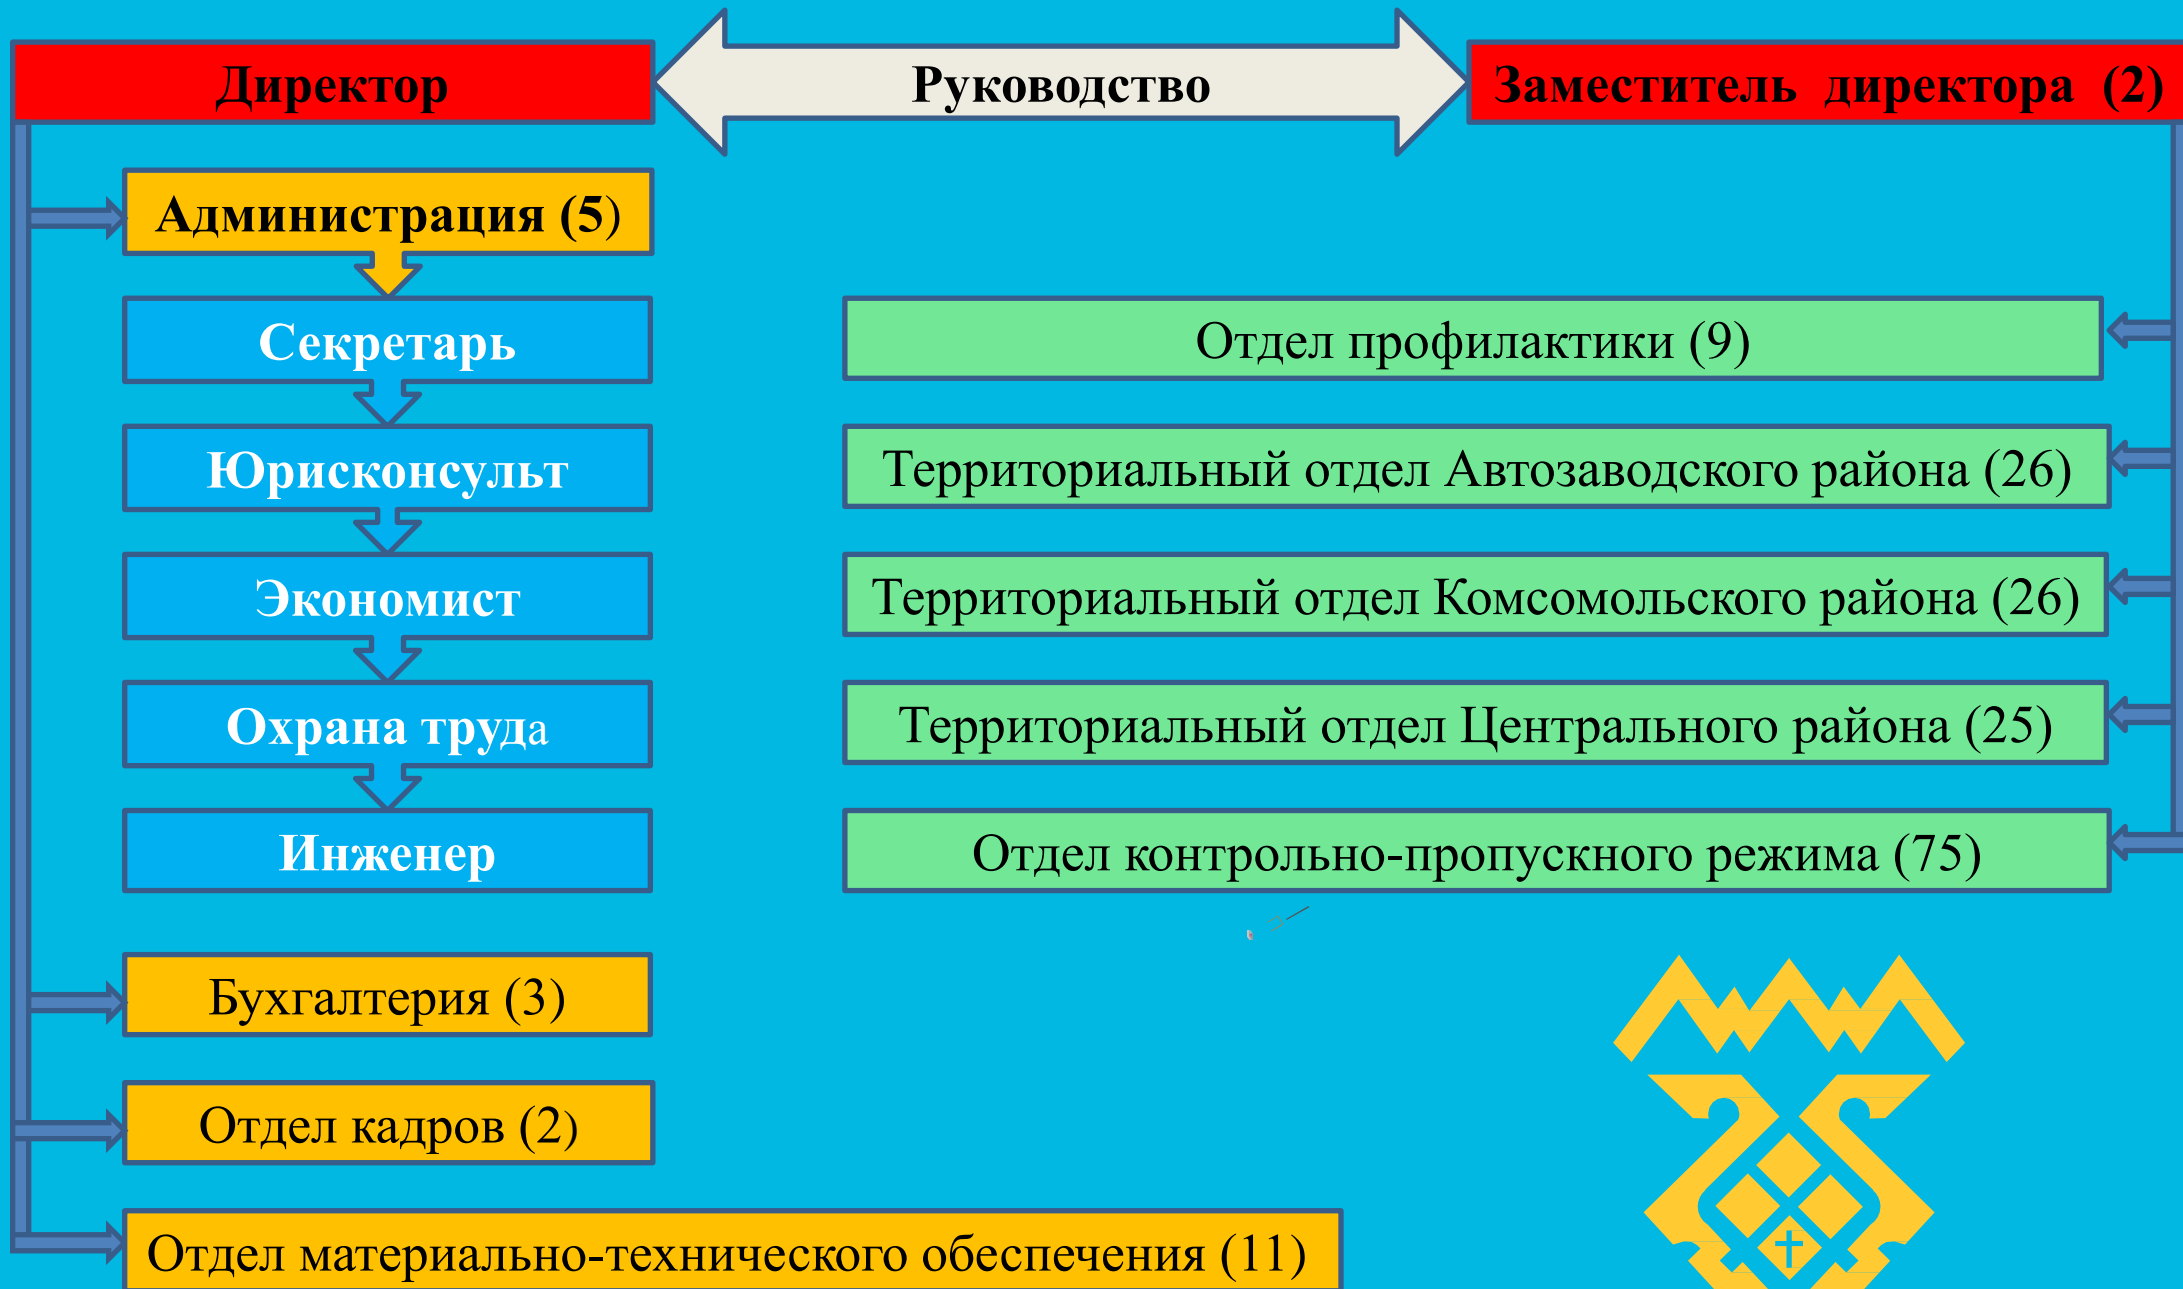 Директор
Руководство
Заместитель директора (2)
Администрация (5)
Секретарь
Юрисконсульт
Экономист
Охрана труда
Инженер
Бухгалтерия (3)
Отдел кадров (2)
Отдел материально-технического обеспечения (11)
Отдел профилактики (9)
Территориальный отдел Автозаводского района (26)
Территориальный отдел Комсомольского района (26)
Территориальный отдел Центрального района (25)
Отдел контрольно-пропускного режима (75)